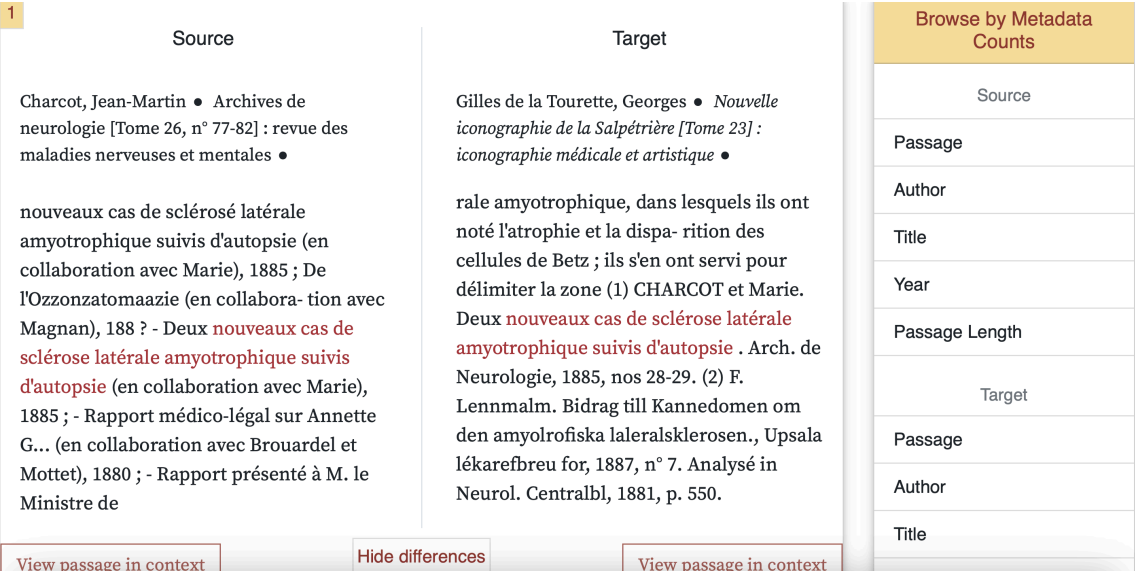 1
Source
Charcot, Jean-Martin ● Archives de
neurologie [Tome 26, n° 77-82] : revue des
maladies nerveuses et mentales ●
nouveaux cas de sclérosé latérale
amyotrophique suivis d'autopsie (en
collaboration avec Marie), 1885 ; De
l'Ozzonzatomaazie (en collabora- tion avec
Magnan), 188 ? - Deux nouveaux cas de
sclérose latérale amyotrophique suivis
d'autopsie (en collaboration avec Marie),
1885 ; - Rapport médico-légal sur Annette
G... (en collaboration avec Brouardel et
Mottet), 1880 ; - Rapport présenté à M. le
Ministre de
View passage in context
Hide differences
Target
Gilles de la Tourette, Georges ● Nouvelle
iconographie de la Salpétrière [Tome 23] :
iconographie médicale et artistique ●
rale amyotrophique, dans lesquels ils ont
noté l'atrophie et la dispa- rition des
cellules de Betz ; ils s'en ont servi pour
délimiter la zone (1) CHARCOT et Marie.
Deux nouveaux cas de sclérose latérale
amyotrophique suivis d'autopsie . Arch. de
Neurologie, 1885, nos 28-29. (2) F.
Lennmalm. Bidrag till Kannedomen om
den amyolrofiska laleralsklerosen., Upsala
lékarefbreu for, 1887, n° 7. Analysé in
Neurol. Centralbl, 1881, p. 550.
View passage in context
Browse by Metadata
Counts
Source
Passage
Author
Title
Year
Passage Length
Target
Passage
Author
Title